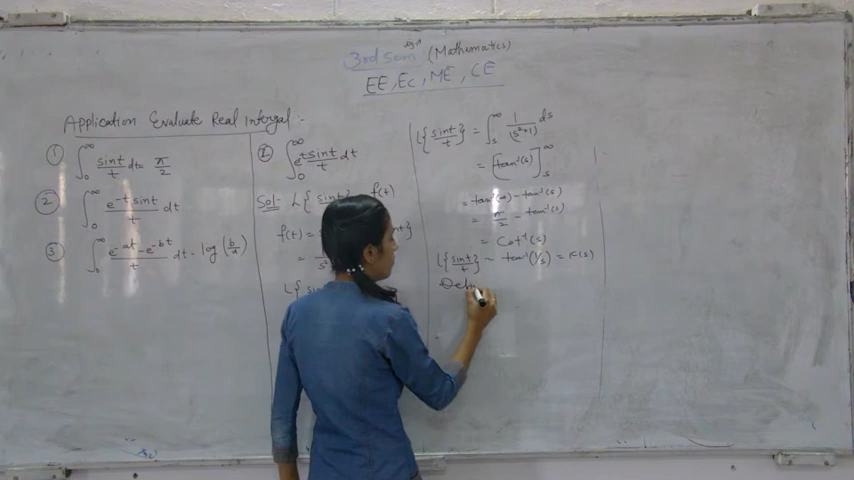 3rd Sem (Mathematics)
EE, EC, ME, CE
Application Evaluate Real Intergal :-
① ∫₀^∞ sint/t dt = π/2
② ∫₀^∞ e^-t sint/t dt
③ ∫₀^∞ e^-at - e^-bt/t dt - log(b/a)
② ∫₀^∞ e^t sint/t dt
Sol:- L{ sint f(t)
f(t) =
L{
L{sint/t} = ∫ₛ^∞ 1/(s²+1) ds
= [tan⁻¹(s)]ₛ^∞
= tan⁻¹(∞) - tan⁻¹(s)
= π/2 - tan⁻¹(s)
= Cot⁻¹(s)
L{sint/t} = tan⁻¹(1/s) = F(s)
Defin